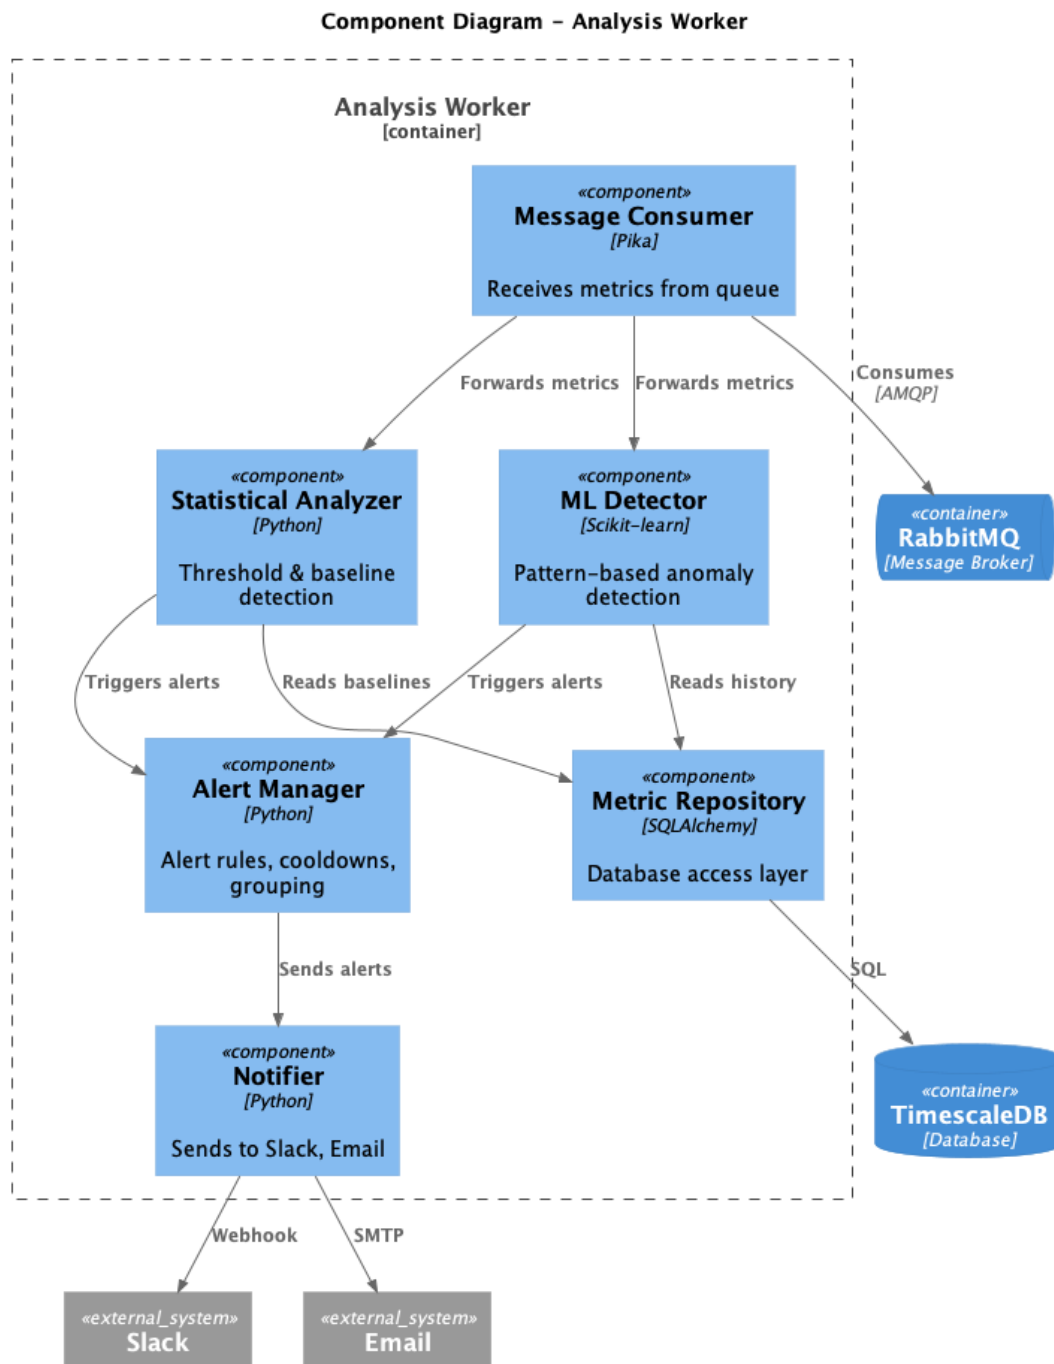 Component Diagram – Analysis Worker
Analysis Worker
[container]
«component»
Message Consumer
[Pika]
Receives metrics from queue
Forwards metrics
Forwards metrics
Consumes
[AMQP]
«component»
Statistical Analyzer
[Python]
Threshold & baseline
detection
«component»
ML Detector
[Scikit-learn]
Pattern-based anomaly
detection
«container»
RabbitMQ
[Message Broker]
Triggers alerts
Reads baselines
Triggers alerts
Reads history
«component»
Alert Manager
[Python]
Alert rules, cooldowns,
grouping
«component»
Metric Repository
[SQLAlchemy]
Database access layer
Sends alerts
SQL
«component»
Notifier
[Python]
Sends to Slack, Email
«container»
TimescaleDB
[Database]
Webhook
SMTP
«external_system»
Slack
«external_system»
Email